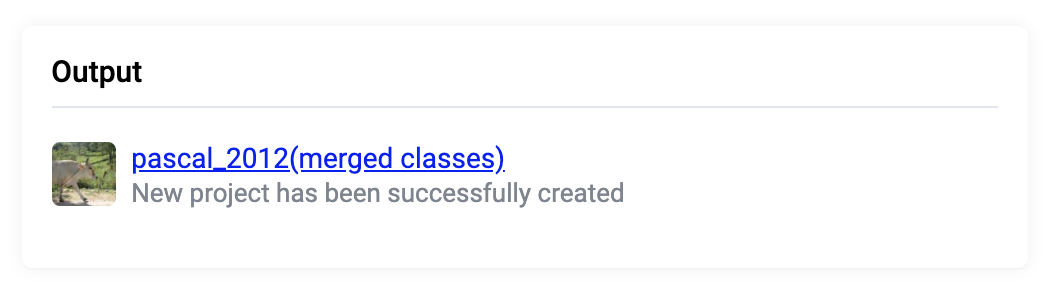 Output
pascal_2012(merged classes)
New project has been successfully created